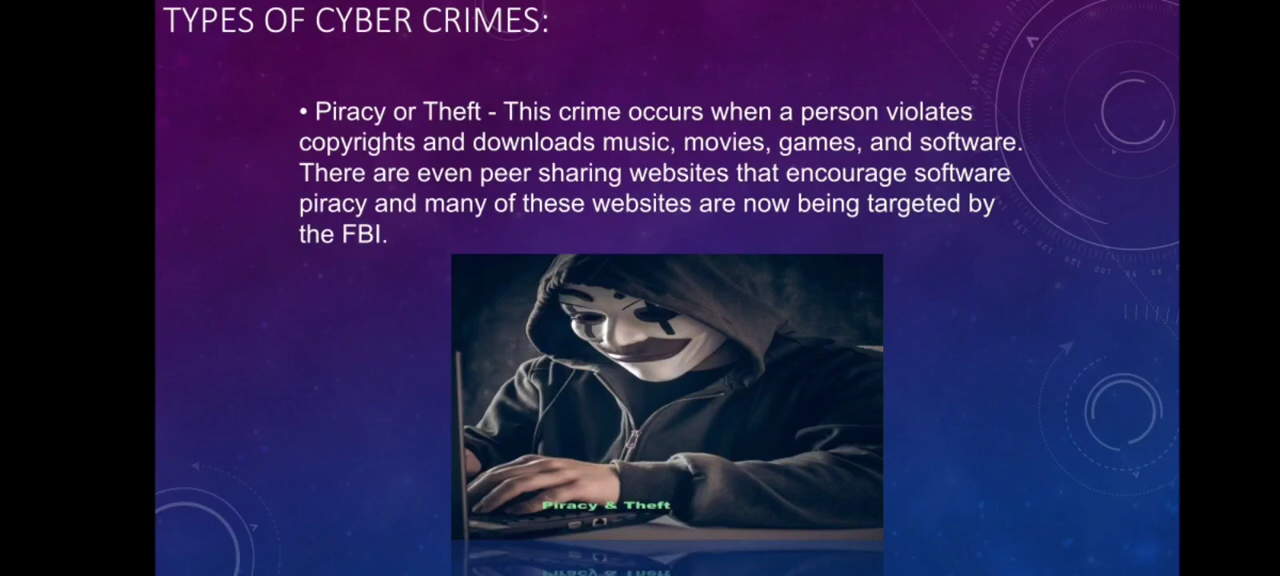 TYPES OF CYBER CRIMES:
• Piracy or Theft - This crime occurs when a person violates
copyrights and downloads music, movies, games, and software.
There are even peer sharing websites that encourage software
piracy and many of these websites are now being targeted by
the FBI.
Piracy & Theft